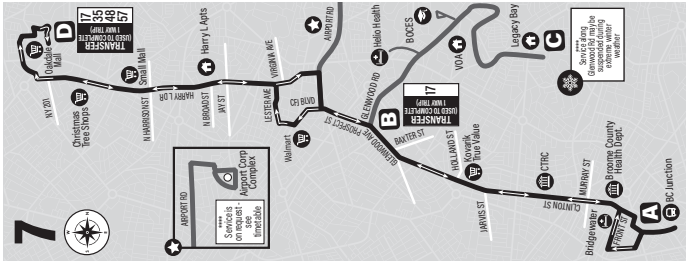 7
D
TRANSFER
(USED TO COMPLETE
1 WAY TRIP)
17
35
48
57
Oakdale
Mall
NY 201
Small Mall
Christmas
Tree Shops
N HARRISON ST
HARRY L DR
Harry L Apts
N BROAD ST
JAY ST
VIRGINIA AVE
LESTER AVE
CFJ BLVD
AIRPORT RD
Walmart
PROSPECT ST
GLENWOOD RD
Helio Health
BOCES
VOA
Legacy Bay
C
****
Service along
Glenwood Rd may be
suspended during
extreme winter
weather
B
TRANSFER
(USED TO COMPLETE
1 WAY TRIP)
17
GLENWOOD AVE
BAXTER ST
HOLLAND ST
Kovarik
True Value
JARVIS ST
CTRC
CLINTON ST
MURRAY ST
Broome County
Health Dept.
Bridgewater
FRONT ST
A
BC Junction
AIRPORT RD
Airport Corp
Complex
****
Service is
on request -
see
timetable